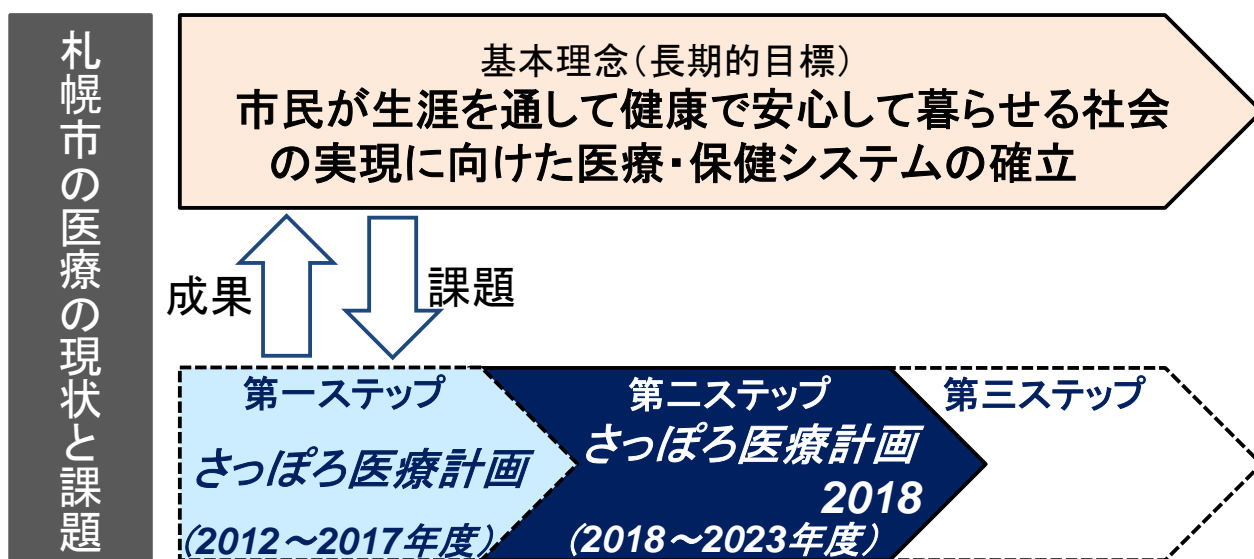 札幌市の医療の現状と課題
基本理念(長期的目標)
市民が生涯を通して健康で安心して暮らせる社会
の実現に向けた医療・保健システムの確立
成果
課題
第一ステップ
さっぽろ医療計画
(2012～2017年度)
第二ステップ
さっぽろ医療計画
2018
(2018～2023年度)
第三ステップ